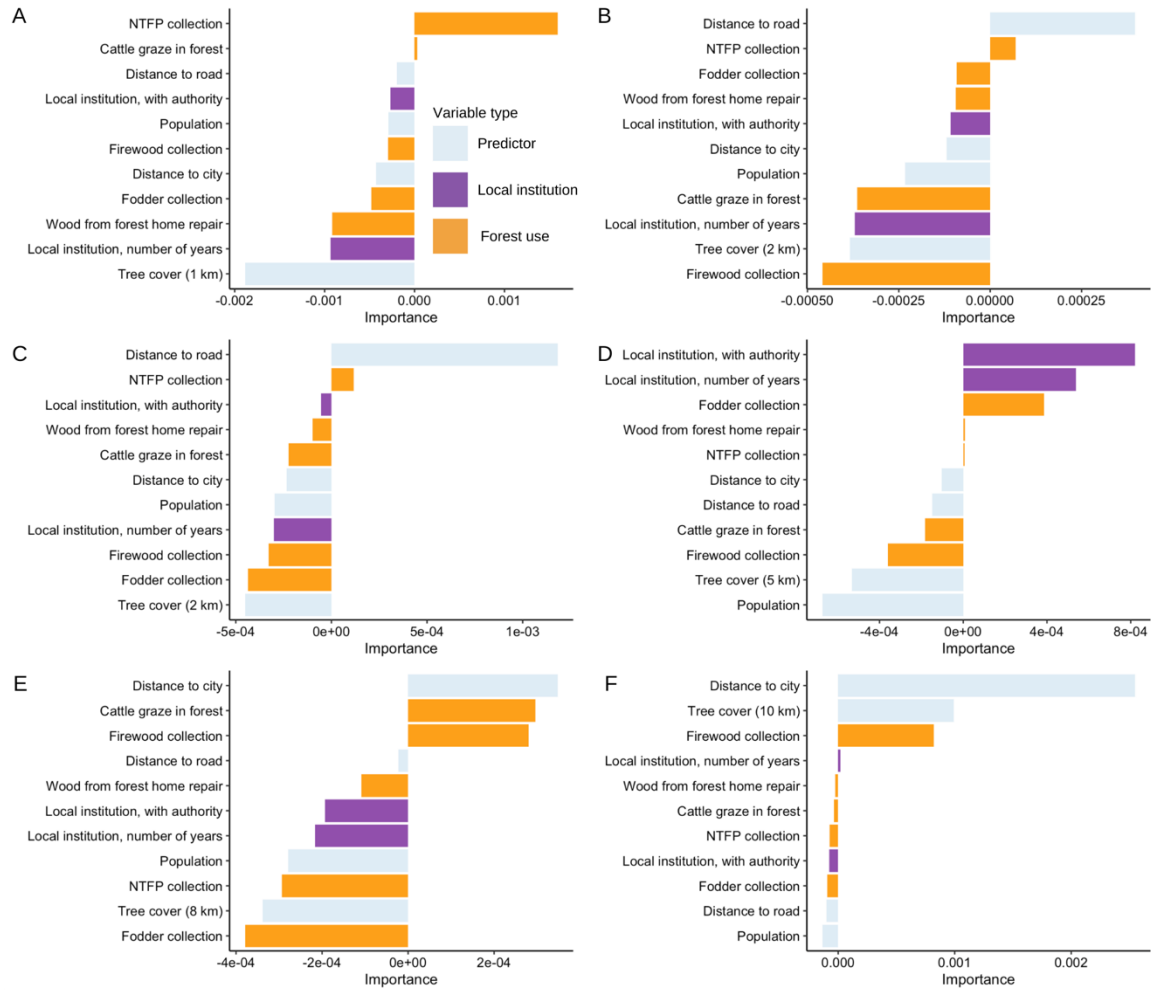 A
NTFP collection
Cattle graze in forest
Distance to road
Local institution, with authority
Population
Firewood collection
Distance to city
Fodder collection
Wood from forest home repair
Local institution, number of years
Tree cover (1 km)
-0.002 -0.001 0.000 0.001
Importance
Variable type
Predictor
Local institution
Forest use
B
Distance to road
NTFP collection
Fodder collection
Wood from forest home repair
Local institution, with authority
Distance to city
Population
Cattle graze in forest
Local institution, number of years
Tree cover (2 km)
Firewood collection
-0.00050 -0.00025 0.00000 0.00025
Importance
C
Distance to road
NTFP collection
Local institution, with authority
Wood from forest home repair
Cattle graze in forest
Distance to city
Population
Local institution, number of years
Firewood collection
Fodder collection
Tree cover (2 km)
-5e-04 0e+00 5e-04 1e-03
Importance
D
Local institution, with authority
Local institution, number of years
Fodder collection
Wood from forest home repair
NTFP collection
Distance to city
Distance to road
Cattle graze in forest
Firewood collection
Tree cover (5 km)
Population
-4e-04 0e+00 4e-04 8e-04
Importance
E
Distance to city
Cattle graze in forest
Firewood collection
Distance to road
Wood from forest home repair
Local institution, with authority
Local institution, number of years
Population
NTFP collection
Tree cover (8 km)
Fodder collection
-4e-04 -2e-04 0e+00 2e-04
Importance
F
Distance to city
Tree cover (10 km)
Firewood collection
Local institution, number of years
Wood from forest home repair
Cattle graze in forest
NTFP collection
Local institution, with authority
Fodder collection
Distance to road
Population
0.000 0.001 0.002
Importance